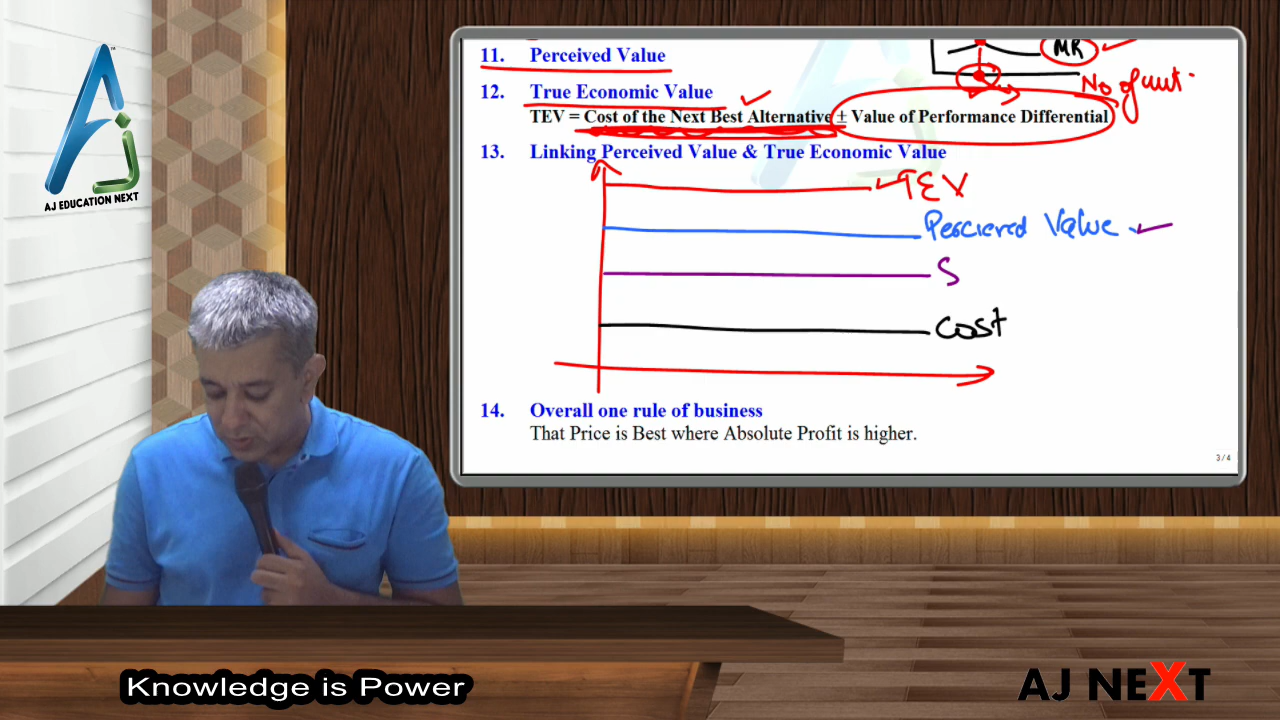 AJ EDUCATION NEXT
MR
No of unit
11. Perceived Value
12. True Economic Value
TEV = Cost of the Next Best Alternative ± Value of Performance Differential
13. Linking Perceived Value & True Economic Value
TEV
Perceived Value
S
Cost
14. Overall one rule of business
That Price is Best where Absolute Profit is higher.
3/4
Knowledge is Power
AJ NEXT